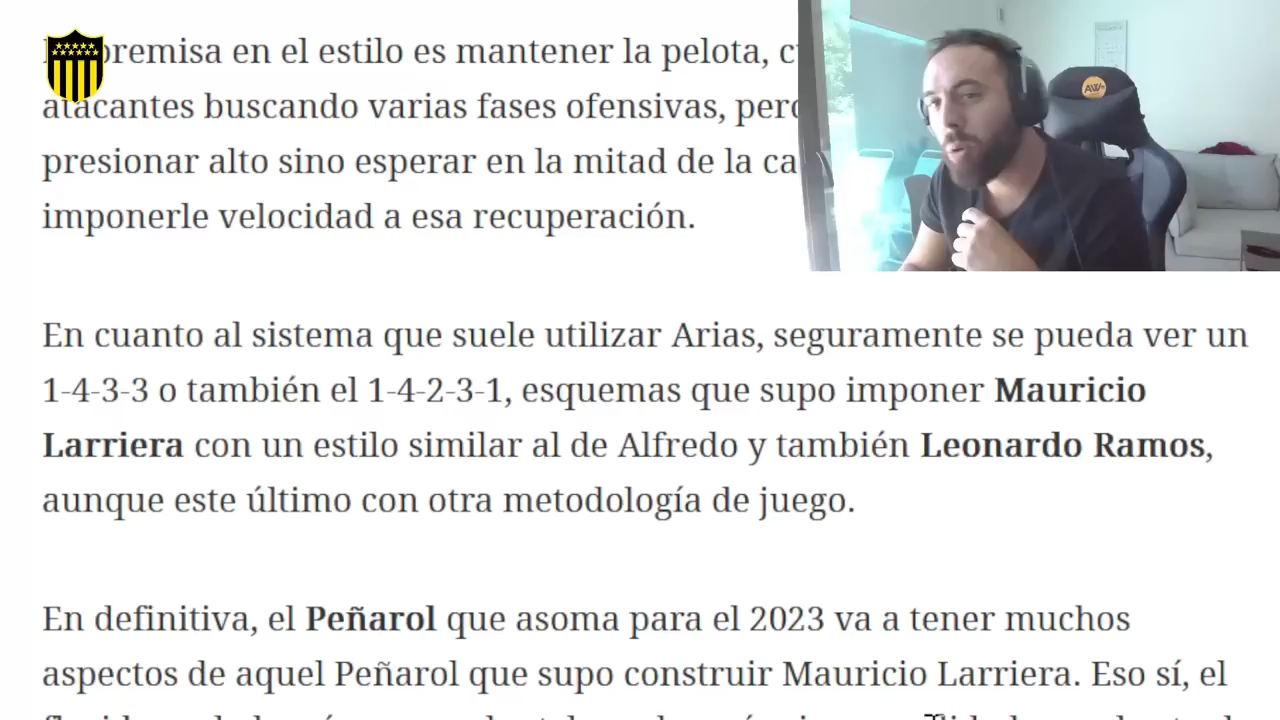 premisa en el estilo es mantener la pelota,
atacantes buscando varias fases ofensivas, pero
presionar alto sino esperar en la mitad de la
imponerle velocidad a esa recuperación.
AW
En cuanto al sistema que suele utilizar Arias, seguramente se pueda ver un
1-4-3-3 o también el 1-4-2-3-1, esquemas que supo imponer Mauricio
Larriera con un estilo similar al de Alfredo y también Leonardo Ramos,
aunque este último con otra metodología de juego.
En definitiva, el Peñarol que asoma para el 2023 va a tener muchos
aspectos de aquel Peñarol que supo construir Mauricio Larriera. Eso sí, el